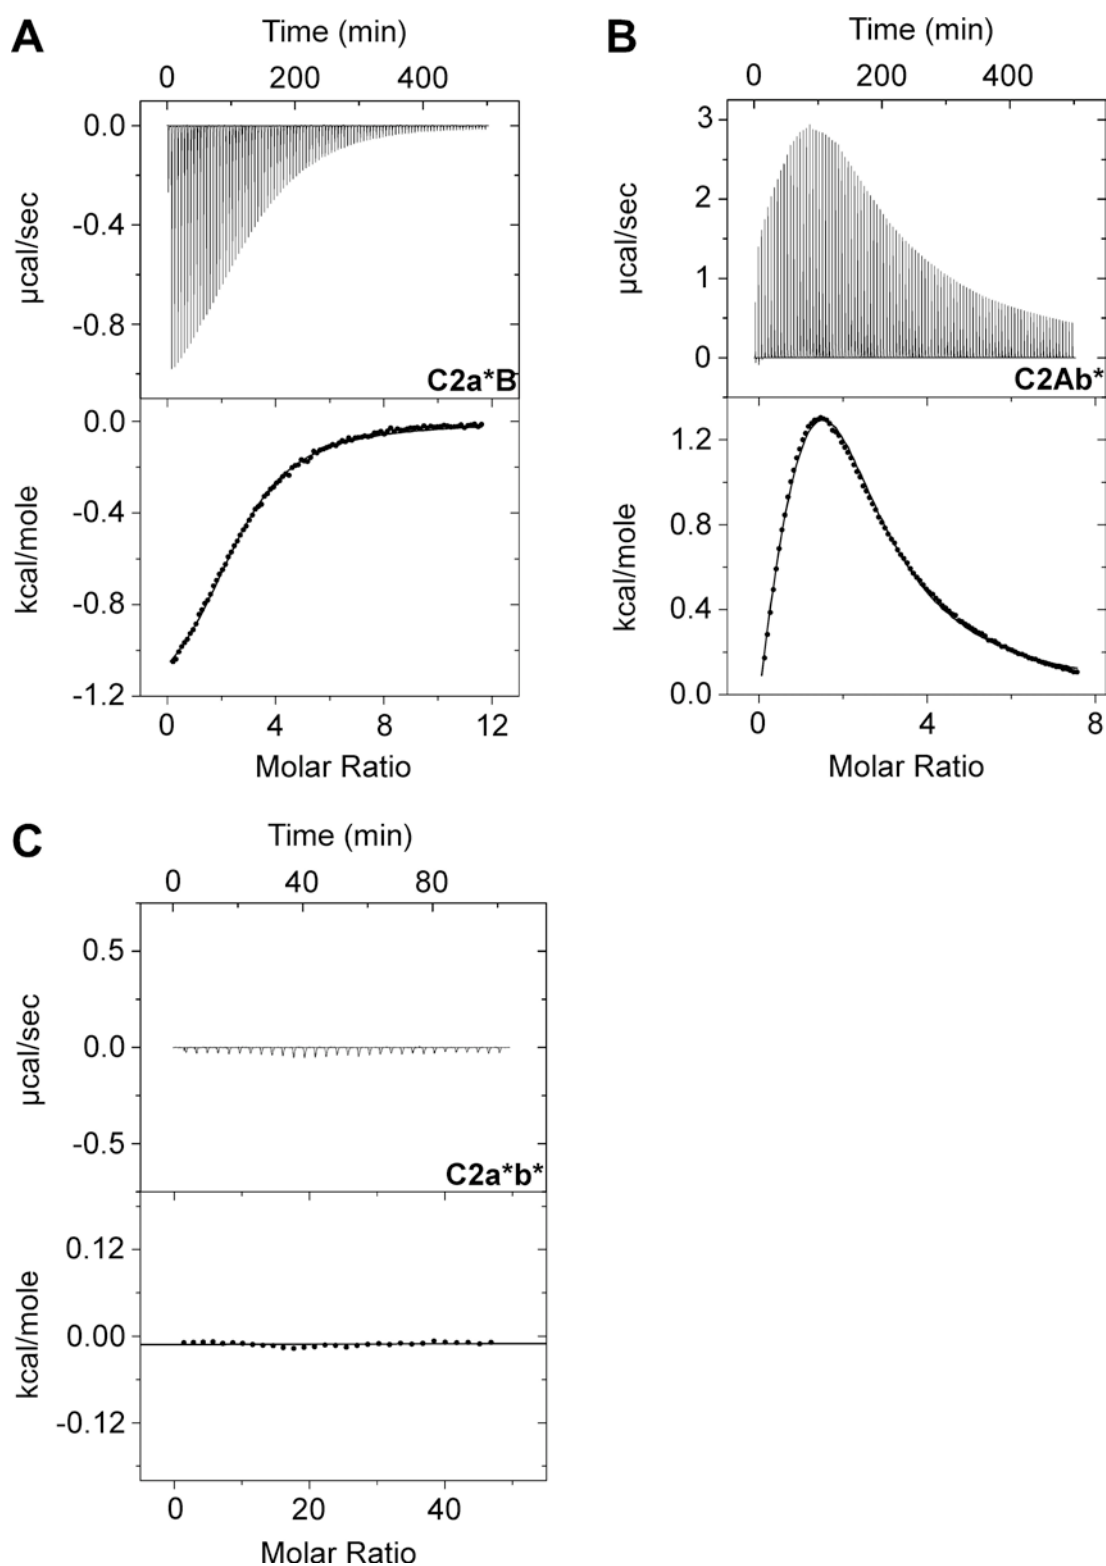 A
Time (min)
0 200 400
0.0
-0.4
-0.8
µcal/sec
C2a*B
0.0
-0.4
-0.8
-1.2
kcal/mole
0 4 8 12
Molar Ratio
B
Time (min)
0 200 400
3
2
1
0
µcal/sec
C2Ab*
1.2
0.8
0.4
0.0
kcal/mole
0 4 8
Molar Ratio
C
Time (min)
0 40 80
0.5
0.0
-0.5
µcal/sec
C2a*b*
0.12
0.00
-0.12
kcal/mole
0 20 40
Molar Ratio